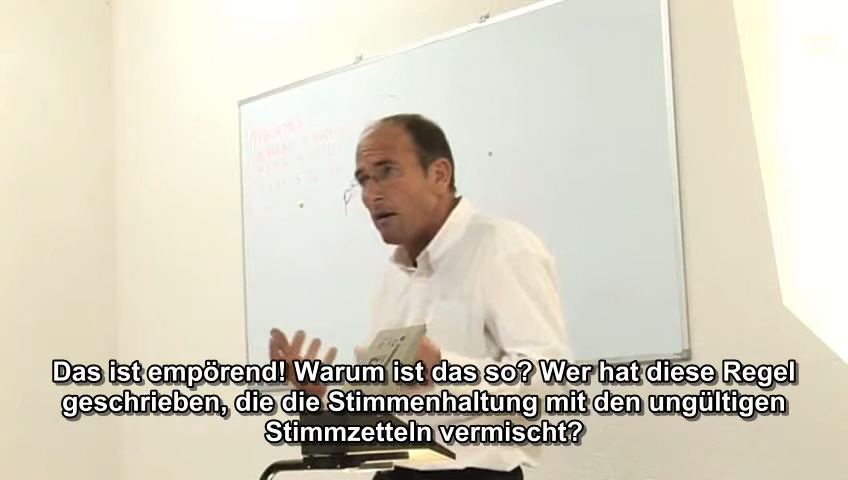 Das ist empörend! Warum ist das so? Wer hat diese Regel
geschrieben, die die Stimmenhaltung mit den ungültigen
Stimmzetteln vermischt?